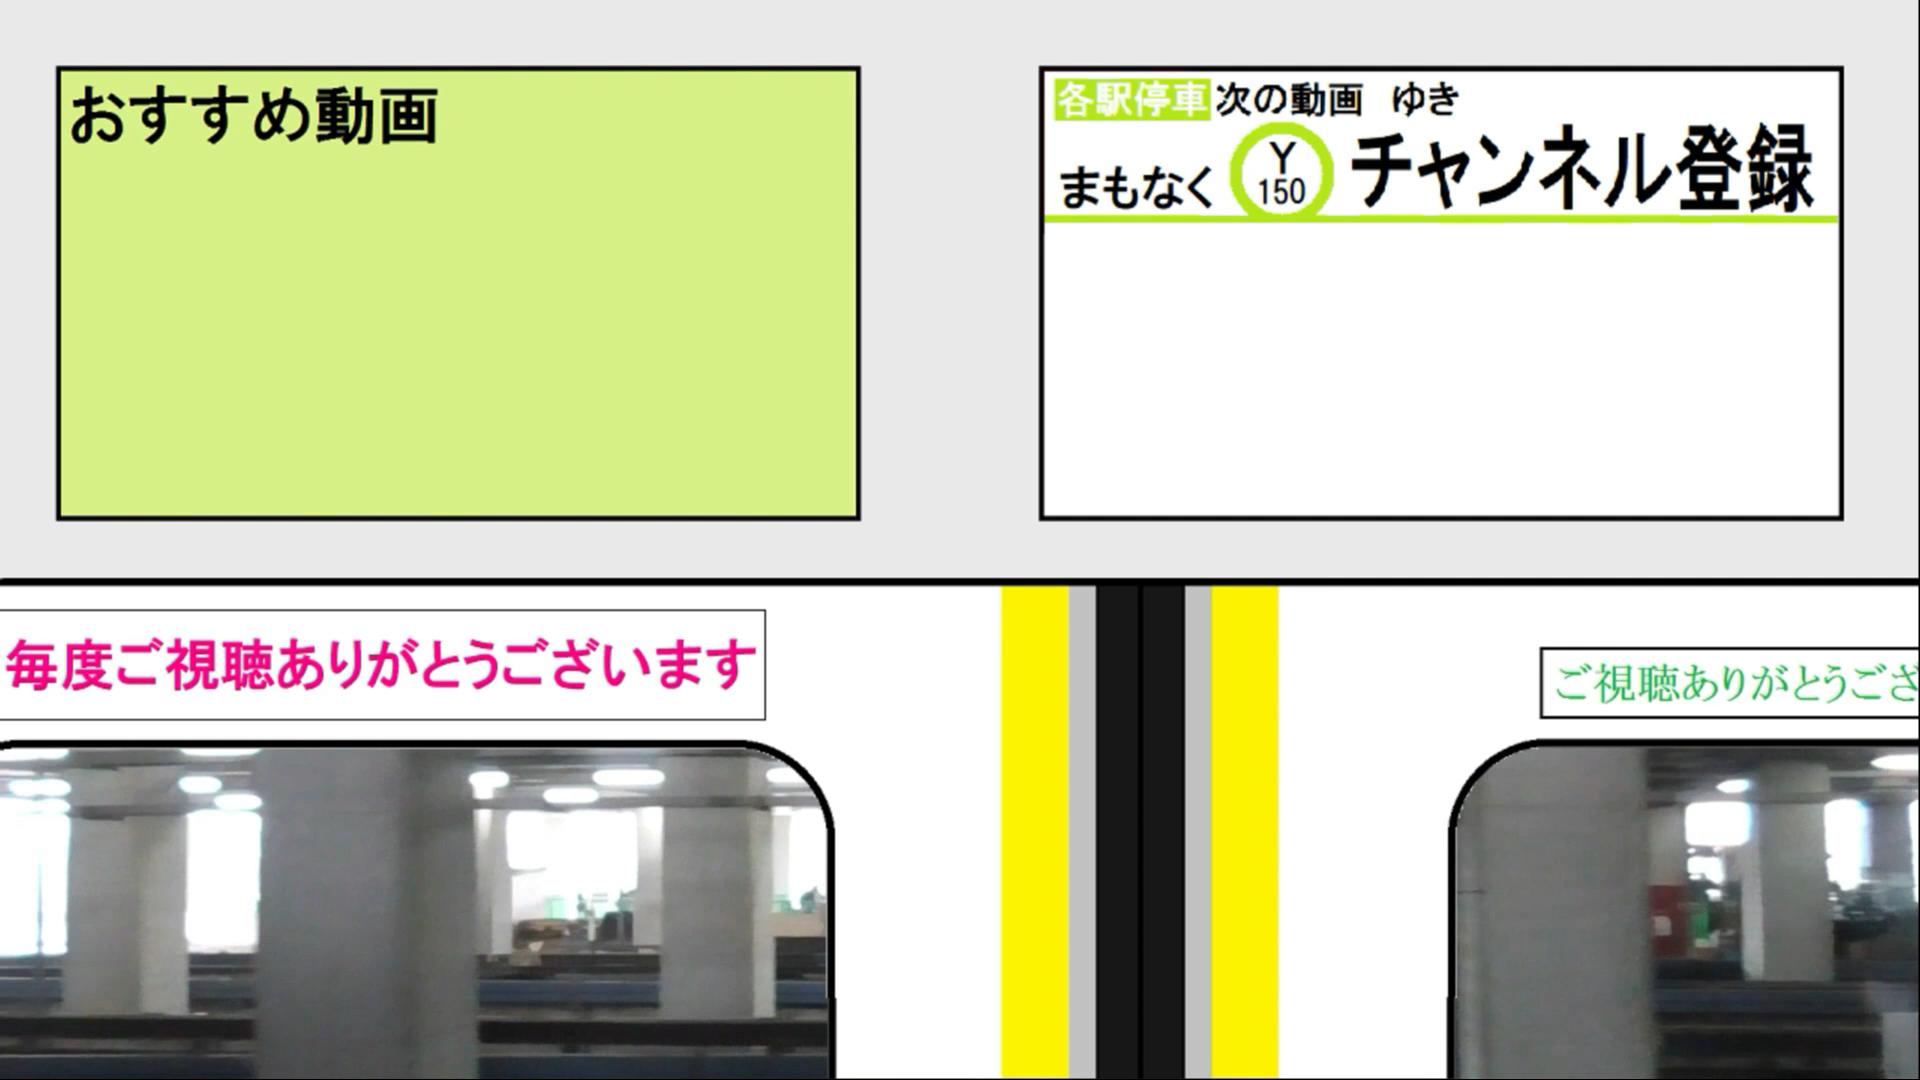 おすすめ動画
各駅停車 次の動画 ゆき
まもなく Y 150 チャンネル登録
毎度ご視聴ありがとうございます
ご視聴ありがとうござ